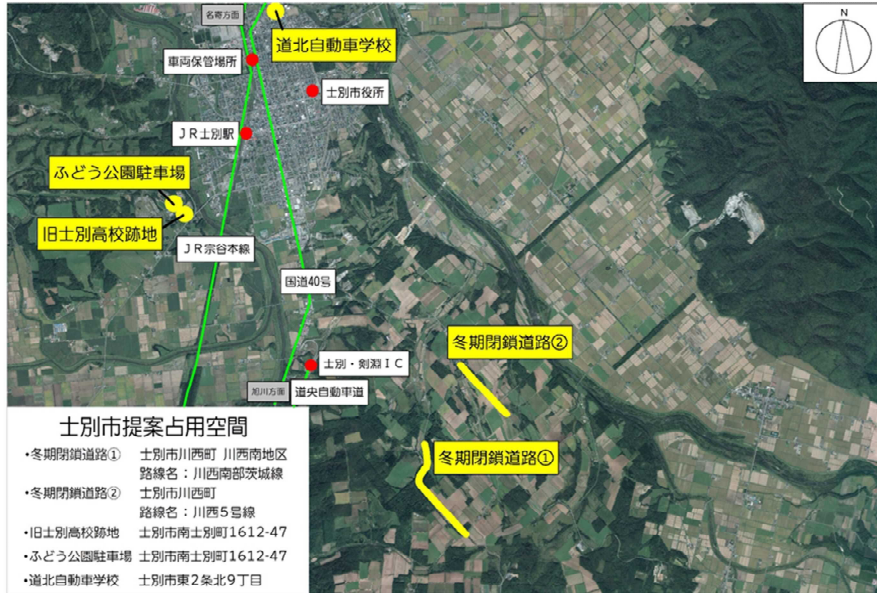 名寄方面
道北自動車学校
N
車両保管場所
士別市役所
JR士別駅
ふどう公園駐車場
旧士別高校跡地
JR宗谷本線
国道40号
冬期閉鎖道路②
士別・剣淵IC
旭川方面
道央自動車道
冬期閉鎖道路①
士別市提案占用空間
・冬期閉鎖道路① 士別市川西町 川西南地区
路線名：川西南部茨城線
・冬期閉鎖道路② 士別市川西町
路線名：川西5号線
・旧士別高校跡地 士別市南士別町1612-47
・ふどう公園駐車場 士別市南士別町1612-47
・道北自動車学校 士別市東2条北9丁目